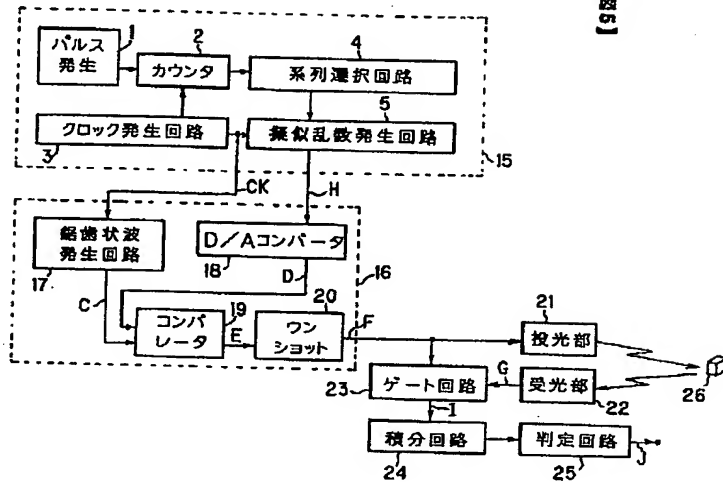 【図5】
1
パルス
発生
2
カウンタ
4
系列選択回路
5
クロック発生回路
3
擬似乱数発生回路
15
CK
H
鋸歯状波
発生回路
17
D/Aコンバータ
18
D
16
C
コンパ
レータ
19
E
20
ワン
ショット
F
21
投光部
23
ゲート回路
G
受光部
22
26
I
積分回路
24
判定回路
25
J